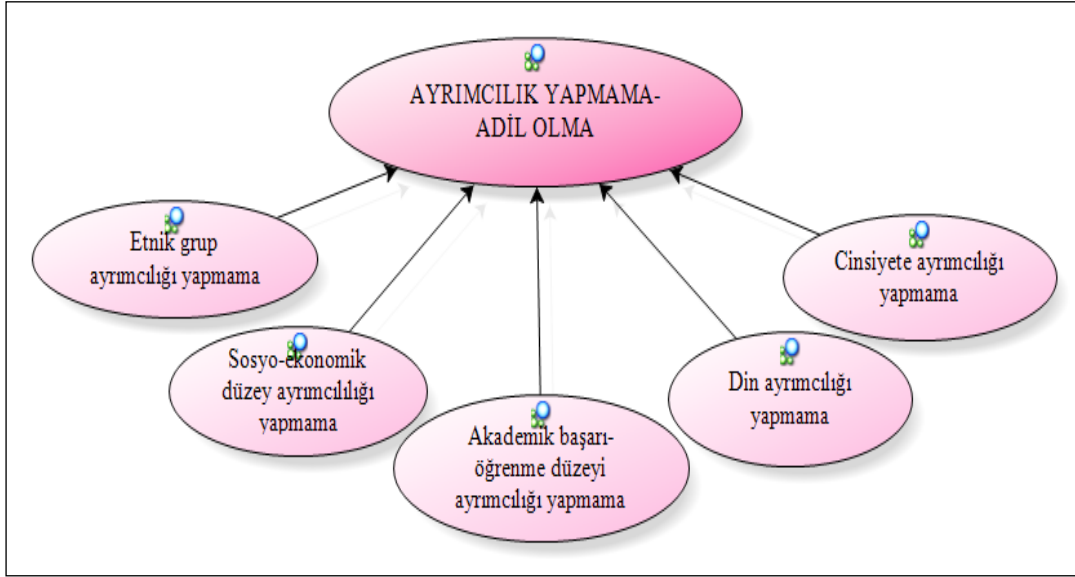 AYRIMCILIK YAPMAMA-
ADİL OLMA
Etnik grup
ayrımcılığı yapmama
Sosyo-ekonomik
düzey ayrımcılılığı
yapmama
Akademik başarı-
öğrenme düzeyi
ayrımcılığı yapmama
Din ayrımcılığı
yapmama
Cinsiyete ayrımcılığı
yapmama